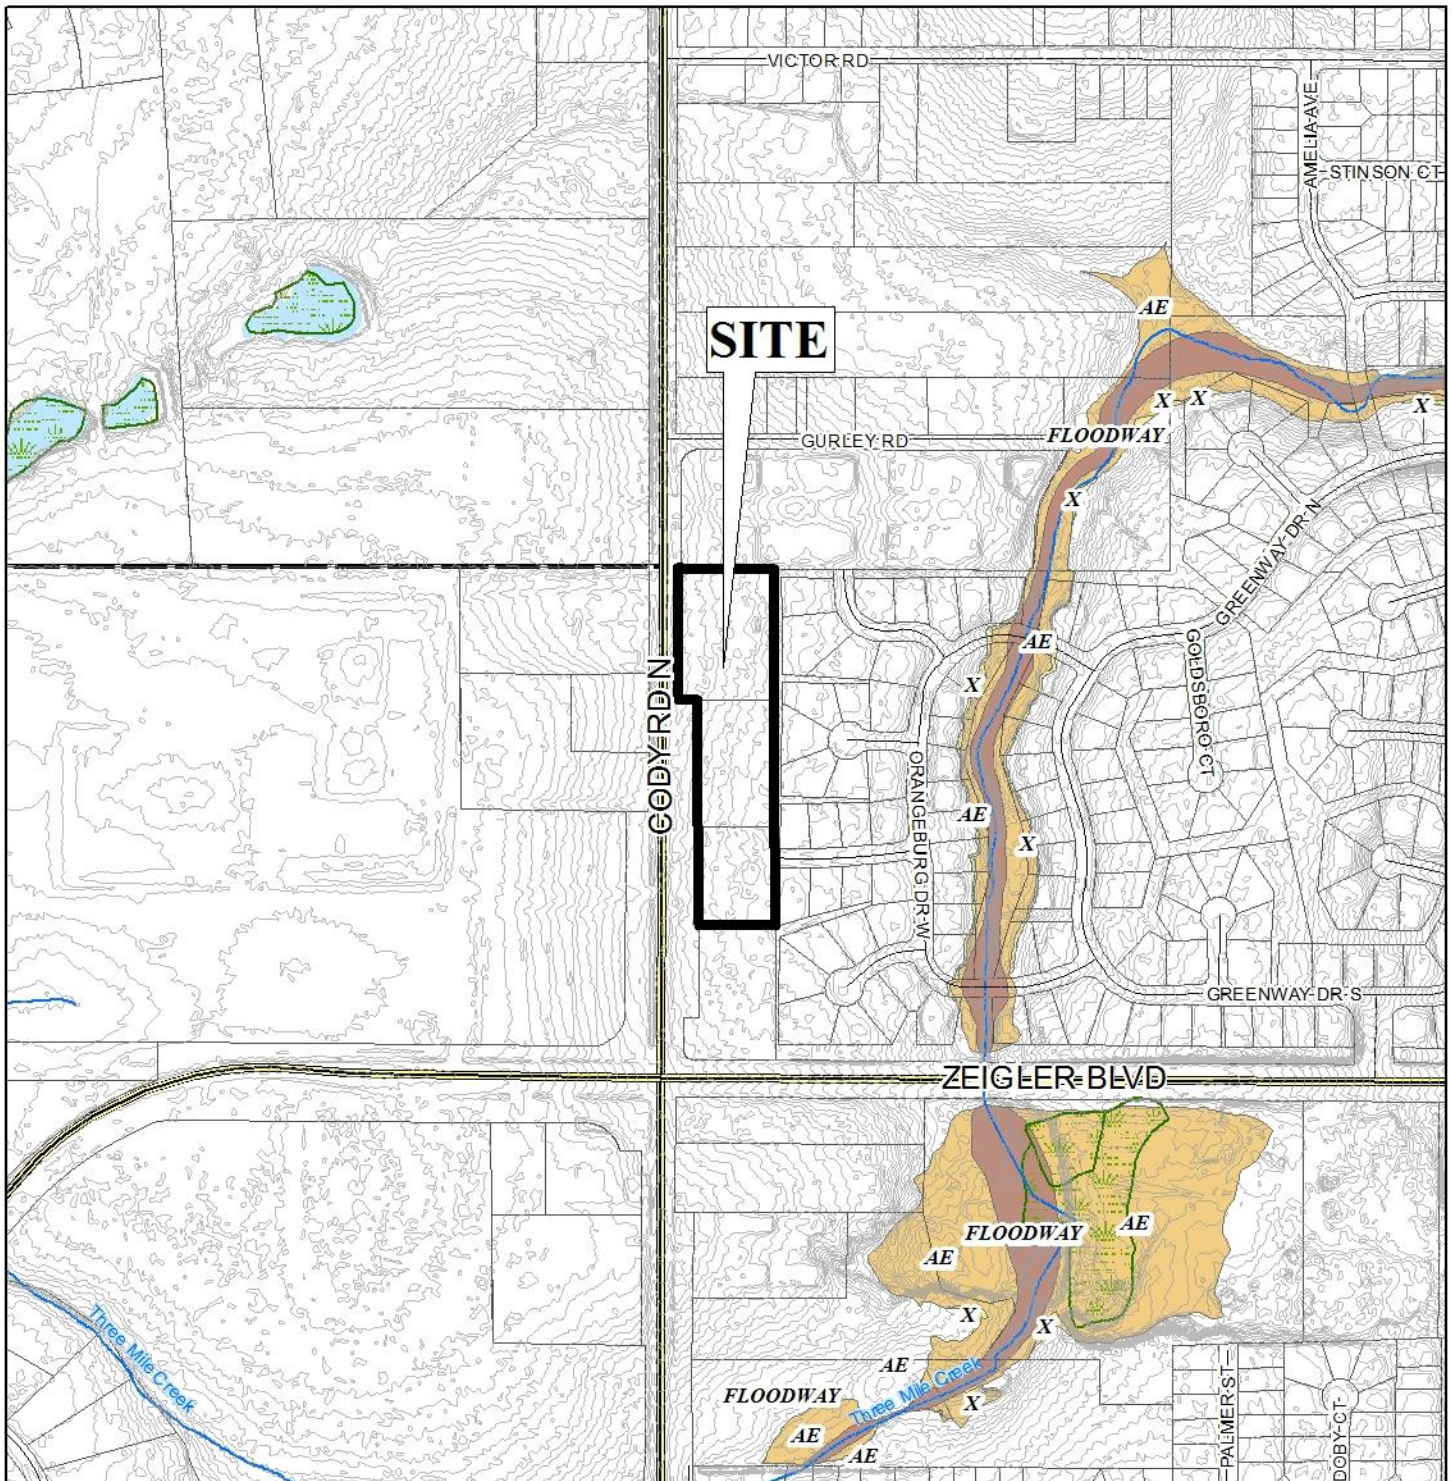 VICTOR RD
AMELIA AVE
STINSON CT
AE
SITE
X
X
X
GURLEY RD
FLOODWAY
X
GREENWAY DR N
AE
GOLDSBORO CT
X
CODY RD N
ORANGEBURG DR W
AE
X
GREENWAY DR S
ZEIGLER BLVD
FLOODWAY
AE
AE
X
X
Three Mile Creek
AE
Three Mile Creek
FLOODWAY
X
AE
AE
PALMER ST
DOBY CT